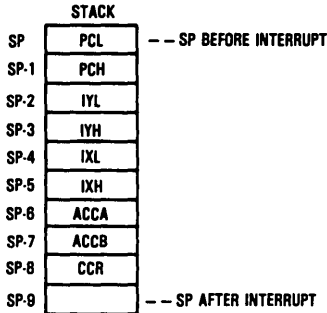 STACK
SP PCL – – SP BEFORE INTERRUPT
SP-1 PCH
SP-2 IYL
SP-3 IYH
SP-4 IXL
SP-5 IXH
SP-6 ACCA
SP-7 ACCB
SP-8 CCR
SP-9 – – SP AFTER INTERRUPT